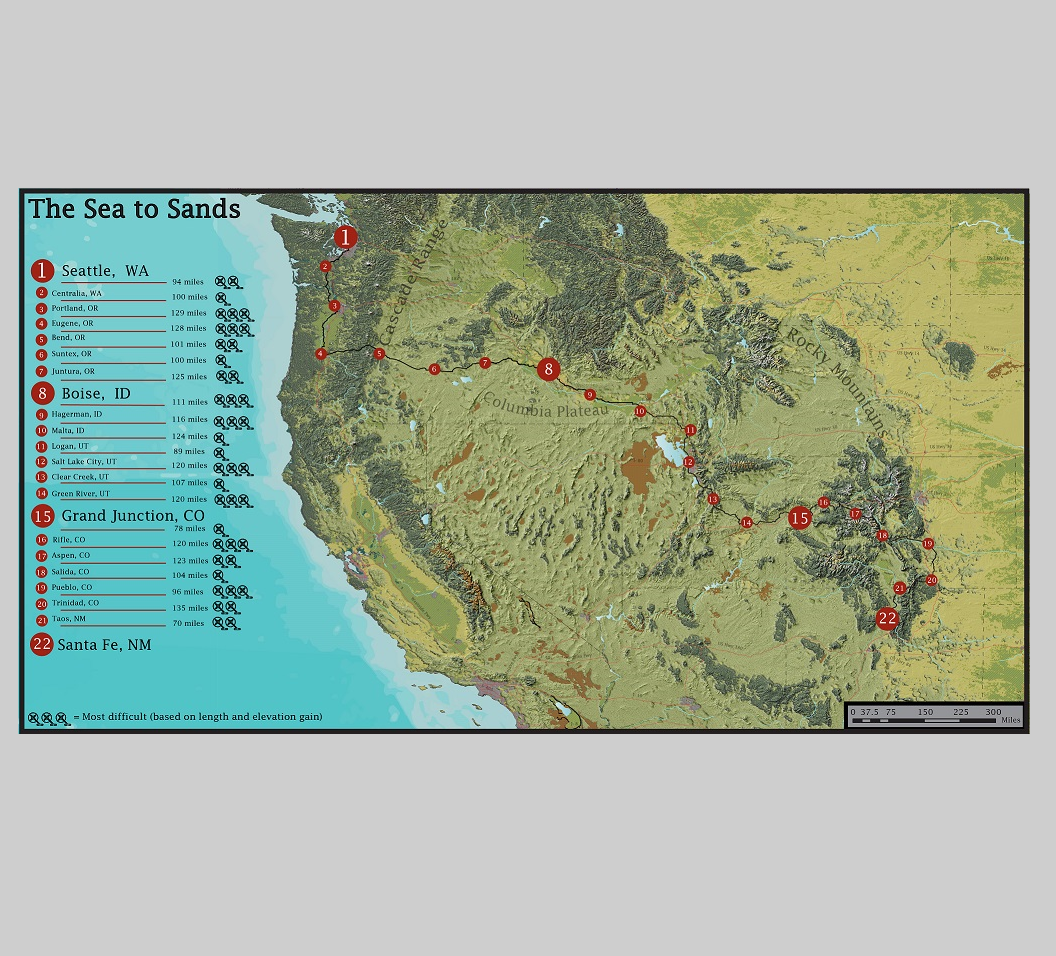 The Sea to Sands
1 Seattle, WA
94 miles
2 Centralia, WA
100 miles
3 Portland, OR
129 miles
4 Eugene, OR
128 miles
5 Bend, OR
101 miles
6 Suntex, OR
100 miles
7 Juntura, OR
125 miles
8 Boise, ID
111 miles
9 Hagerman, ID
116 miles
10 Malta, ID
124 miles
11 Logan, UT
89 miles
12 Salt Lake City, UT
120 miles
13 Clear Creek, UT
107 miles
14 Green River, UT
120 miles
15 Grand Junction, CO
78 miles
16 Rifle, CO
120 miles
17 Aspen, CO
123 miles
18 Salida, CO
104 miles
19 Pueblo, CO
96 miles
20 Trinidad, CO
135 miles
21 Taos, NM
70 miles
22 Santa Fe, NM
= Most difficult (based on length and elevation gain)
1
2
3
4
5
6
7
8
9
10
11
12
13
14
15
16
17
18
19
20
21
22
Cascade Range
Columbia Plateau
Rocky Mountains
US Hwy 14
0 37.5 75 150 225 300
Miles